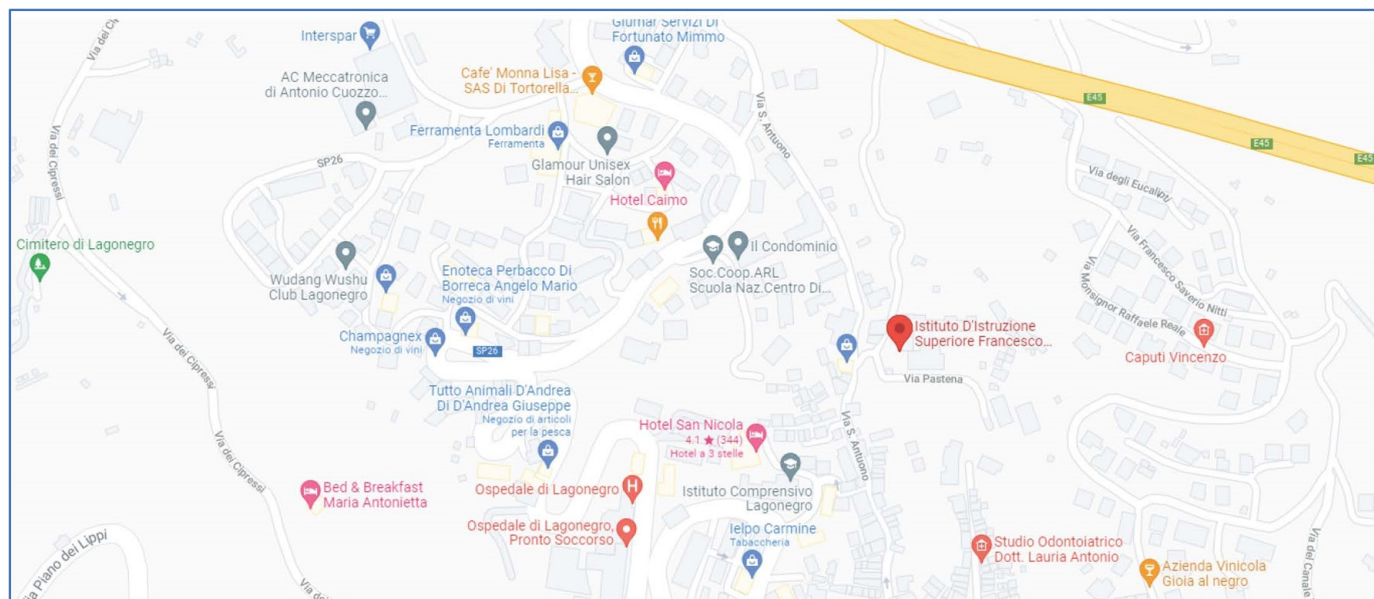 Interspar
AC Meccatronica
di Antonio Cuozzo...
Cafe' Monna Lisa -
SAS Di Tortorella...
Giumar Servizi Di
Fortunato Mimmo
Via dei Cipressi
SP26
Ferramenta Lombardi
Ferramenta
Glamour Unisex
Hair Salon
Hotel Caimo
Via S. Antuono
E45
E45
E45
Via degli Eucalipti
Via Francesco Saverio Nitti
Via Monsignor Raffaele Reale
Cimitero di Lagonegro
Wudang Wushu
Club Lagonegro
Enoteca Perbacco Di
Borreca Angelo Mario
Negozio di vini
Il Condominio
Soc.Coop.ARL
Scuola Naz.Centro Di...
Champagnex
Negozio di vini
SP26
Istituto D'Istruzione
Superiore Francesco...
Caputi Vincenzo
Via Pastena
Via dei Cipressi
Tutto Animali D'Andrea
Di D'Andrea Giuseppe
Negozio di articoli
per la pesca
Hotel San Nicola
4.1 ★ (344)
Hotel a 3 stelle
Via S. Antuono
Via dei Cipressi
Bed & Breakfast
Maria Antonietta
Ospedale di Lagonegro
Istituto Comprensivo
Lagonegro
Ospedale di Lagonegro,
Pronto Soccorso
Ielpo Carmine
Tabaccheria
Studio Odontoiatrico
Dott. Lauria Antonio
Azienda Vinicola
Gioia al negro
Via del Canale
Via Piano dei Lippi